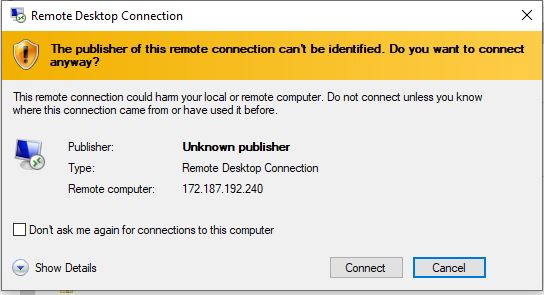 Remote Desktop Connection
The publisher of this remote connection can't be identified. Do you want to connect
anyway?
This remote connection could harm your local or remote computer. Do not connect unless you know
where this connection came from or have used it before.
Publisher: Unknown publisher
Type: Remote Desktop Connection
Remote computer: 172.187.192.240
Don't ask me again for connections to this computer
Show Details Connect Cancel